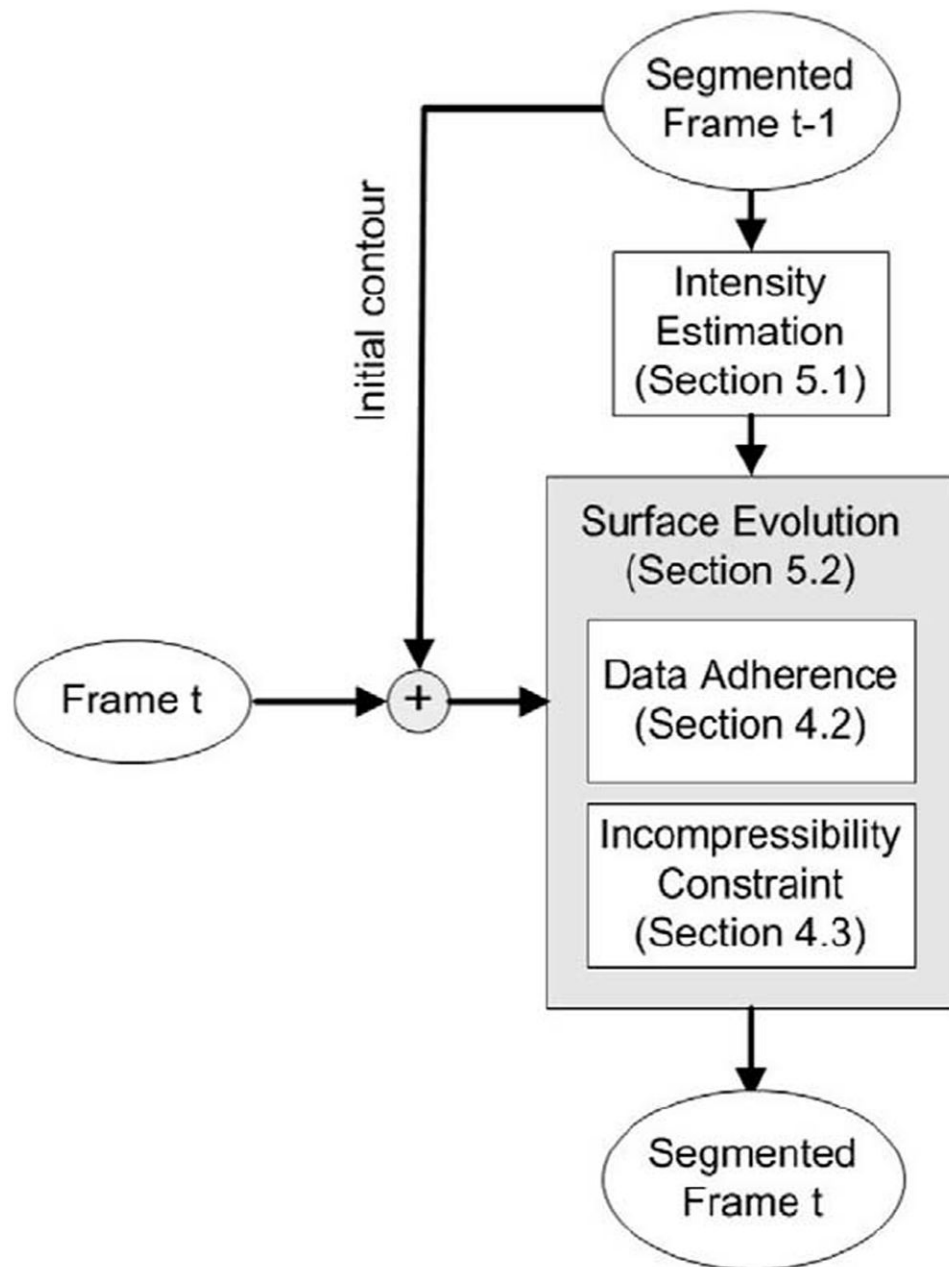 Segmented
Frame t-1
Initial contour
Intensity
Estimation
(Section 5.1)
Surface Evolution
(Section 5.2)
Data Adherence
(Section 4.2)
Frame t
+
Incompressibility
Constraint
(Section 4.3)
Segmented
Frame t